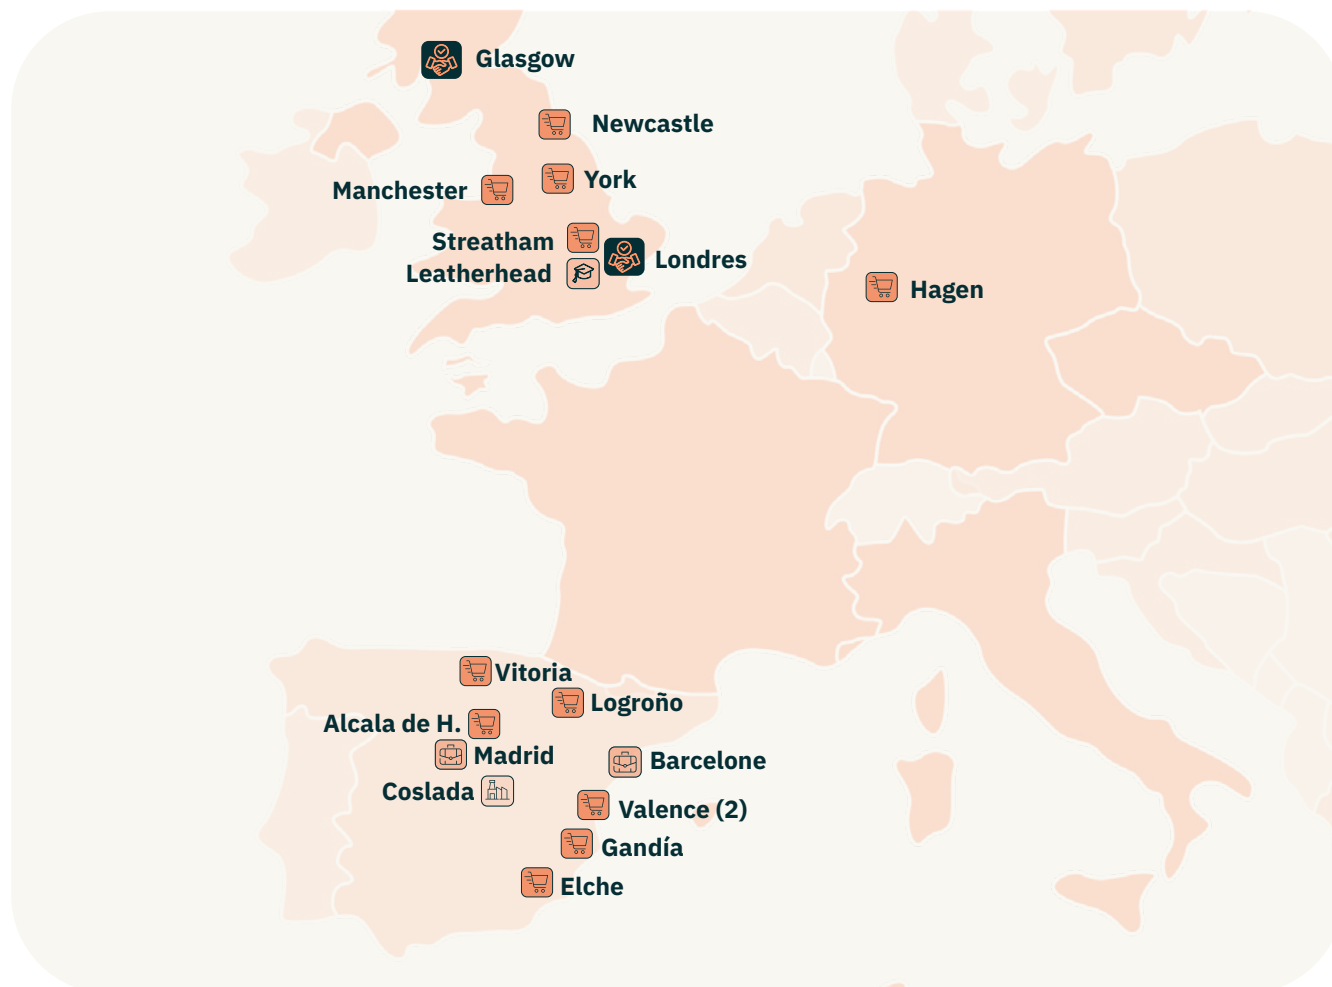 Glasgow
Newcastle
York
Manchester
Streatham
Londres
Leatherhead
Hagen
Vitoria
Logroño
Alcala de H.
Madrid
Barcelone
Coslada
Valence (2)
Gandía
Elche